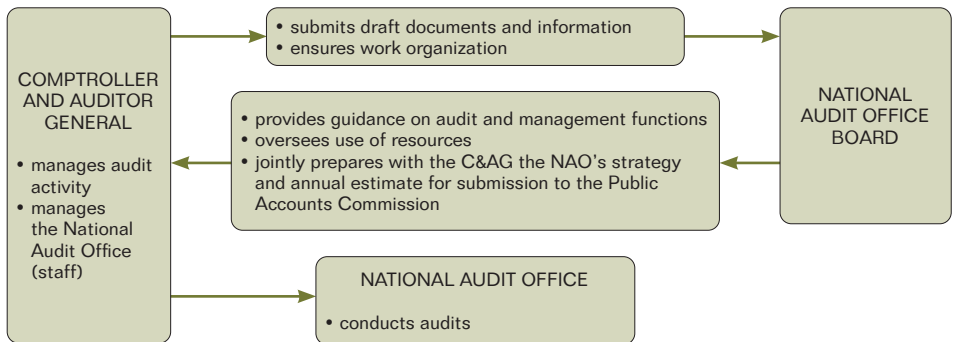 COMPTROLLER
AND AUDITOR
GENERAL
• manages audit
activity
• manages
the National
Audit Office
(staff)
• submits draft documents and information
• ensures work organization
• provides guidance on audit and management functions
• oversees use of resources
• jointly prepares with the C&AG the NAO's strategy
and annual estimate for submission to the Public
Accounts Commission
NATIONAL
AUDIT OFFICE
BOARD
NATIONAL AUDIT OFFICE
• conducts audits